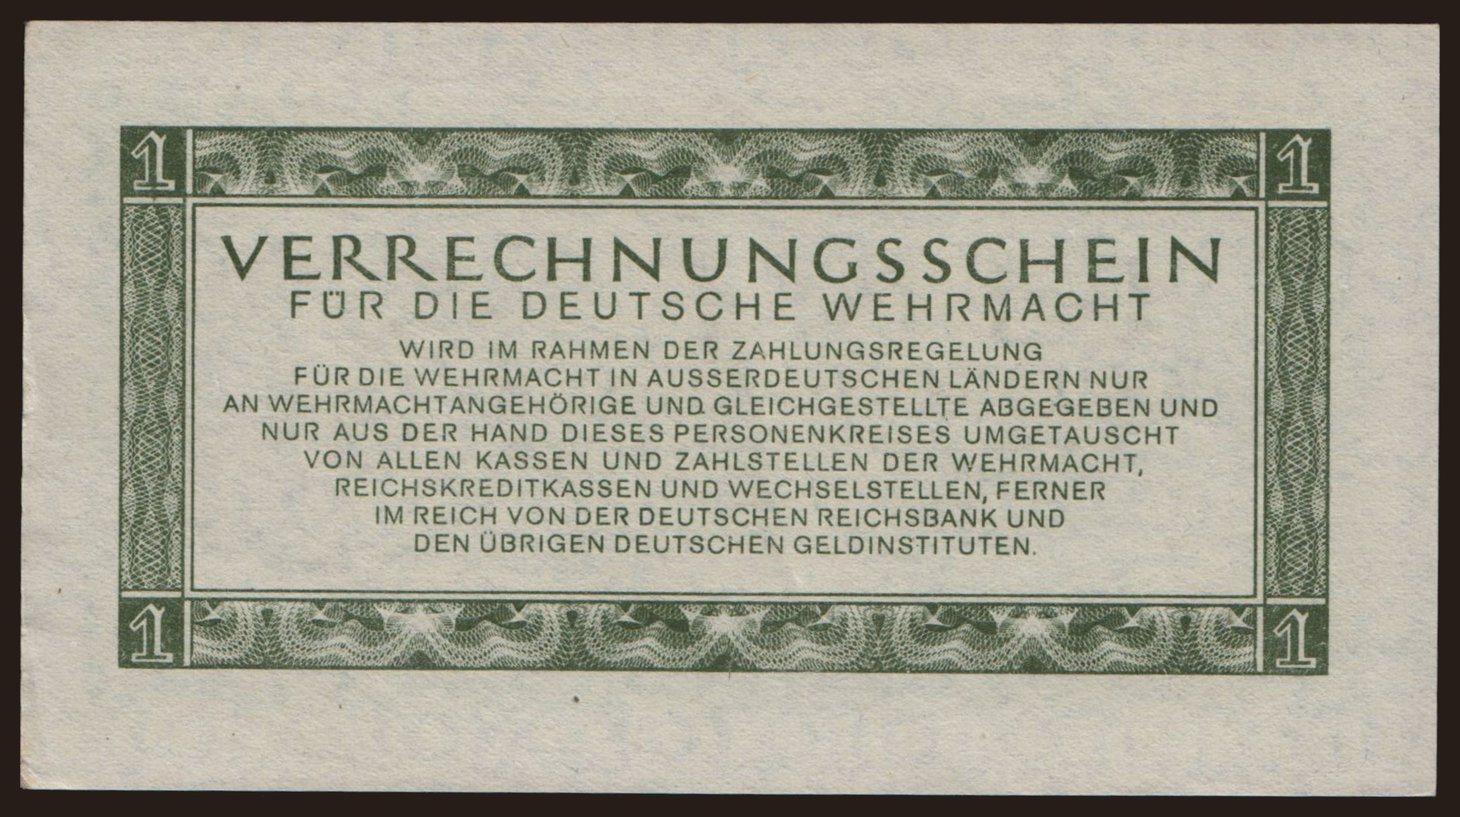 1 1
VERRECHNUNGSSCHEIN
FÜR DIE DEUTSCHE WEHRMACHT
WIRD IM RAHMEN DER ZAHLUNGSREGELUNG
FÜR DIE WEHRMACHT IN AUSSERDEUTSCHEN LÄNDERN NUR
AN WEHRMACHTANGEHÖRIGE UND GLEICHGESTELLTE ABGEGEBEN UND
NUR AUS DER HAND DIESES PERSONENKREISES UMGETAUSCHT
VON ALLEN KASSEN UND ZAHLSTELLEN DER WEHRMACHT,
REICHSKREDITKASSEN UND WECHSELSTELLEN, FERNER
IM REICH VON DER DEUTSCHEN REICHSBANK UND
DEN ÜBRIGEN DEUTSCHEN GELDINSTITUTEN.
1 1